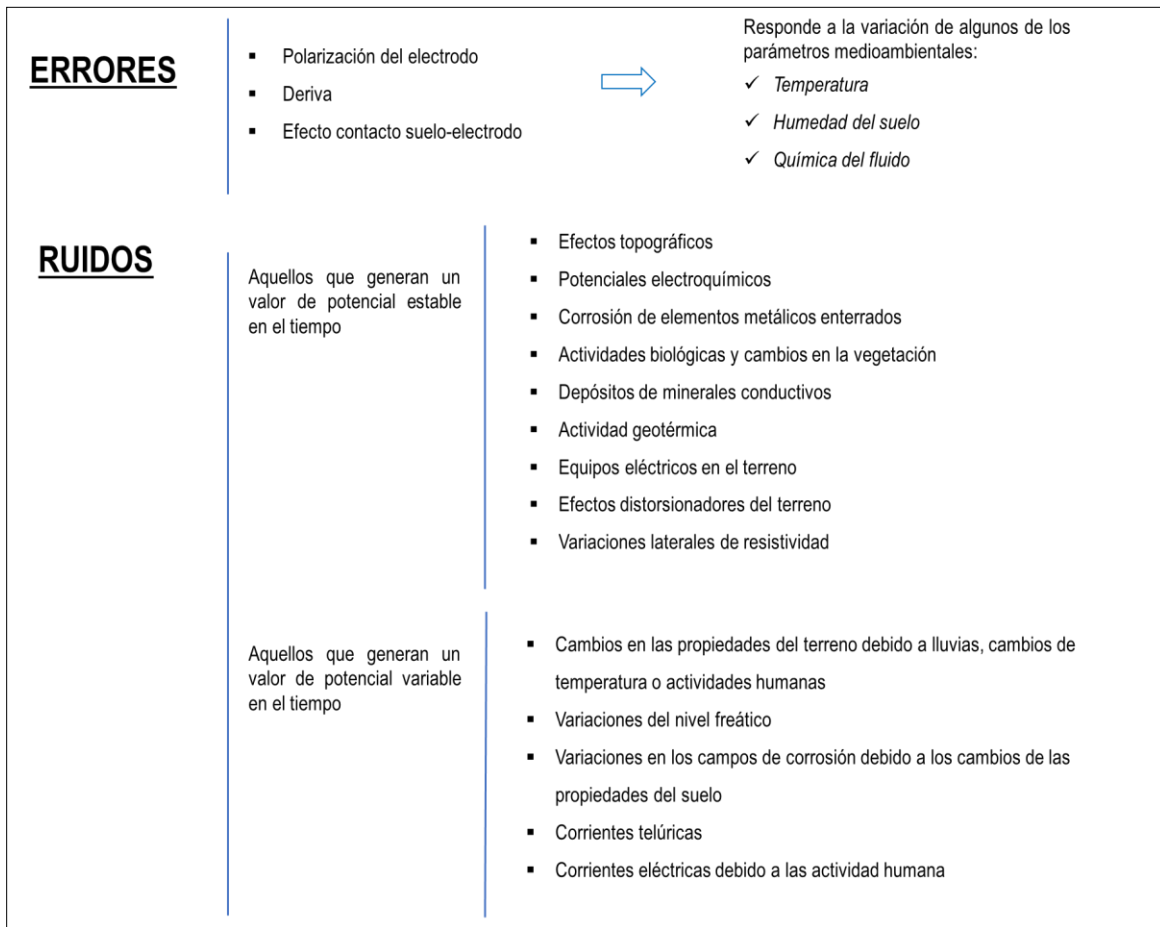 ERRORES
▪ Polarización del electrodo
▪ Deriva
▪ Efecto contacto suelo-electrodo
Responde a la variación de algunos de los
parámetros medioambientales:
✓ Temperatura
✓ Humedad del suelo
✓ Química del fluido
RUIDOS
Aquellos que generan un
valor de potencial estable
en el tiempo
▪ Efectos topográficos
▪ Potenciales electroquímicos
▪ Corrosión de elementos metálicos enterrados
▪ Actividades biológicas y cambios en la vegetación
▪ Depósitos de minerales conductivos
▪ Actividad geotérmica
▪ Equipos eléctricos en el terreno
▪ Efectos distorsionadores del terreno
▪ Variaciones laterales de resistividad
Aquellos que generan un
valor de potencial variable
en el tiempo
▪ Cambios en las propiedades del terreno debido a lluvias, cambios de
temperatura o actividades humanas
▪ Variaciones del nivel freático
▪ Variaciones en los campos de corrosión debido a los cambios de las
propiedades del suelo
▪ Corrientes telúricas
▪ Corrientes eléctricas debido a las actividad humana